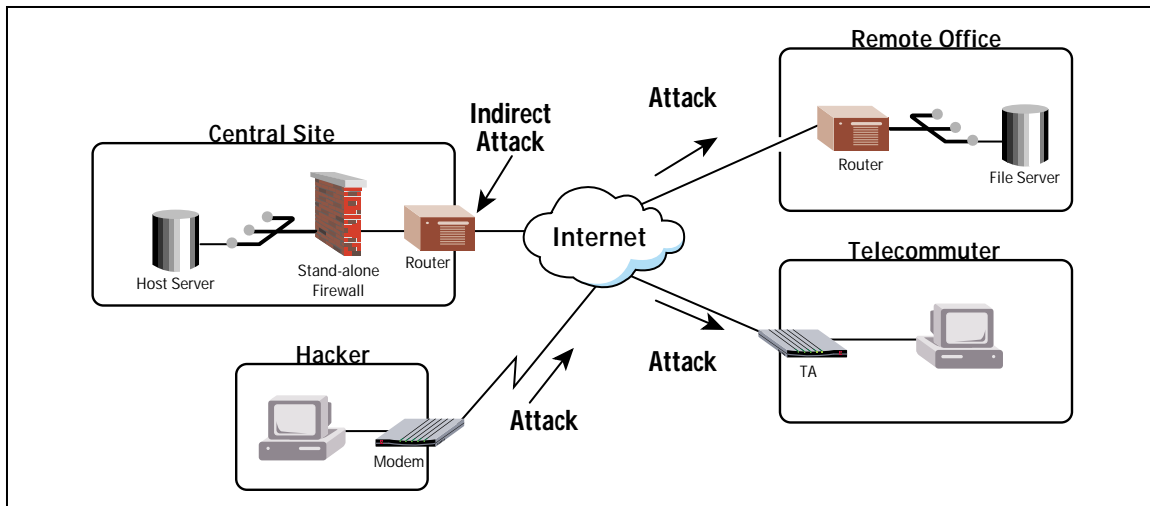 Remote Office
Attack
Router
File Server
Indirect
Attack
Central Site
Host Server
Stand-alone
Firewall
Router
Internet
Telecommuter
Attack
TA
Hacker
Attack
Modem